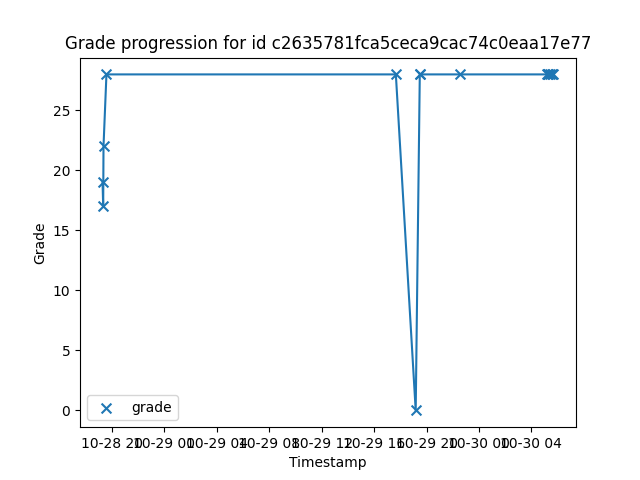 Grade progression for id c2635781fca5ceca9cac74c0eaa17e77
25
20
15
10
5
0
Grade
grade
10-28 20 10-29 00 10-29 04 10-29 08 10-29 12 10-29 16 10-29 20 10-30 00 10-30 04
Timestamp